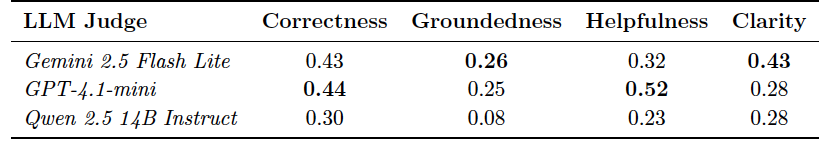 LLM Judge Correctness Groundedness Helpfulness Clarity
Gemini 2.5 Flash Lite 0.43 0.26 0.32 0.43
GPT-4.1-mini 0.44 0.25 0.52 0.28
Qwen 2.5 14B Instruct 0.30 0.08 0.23 0.28